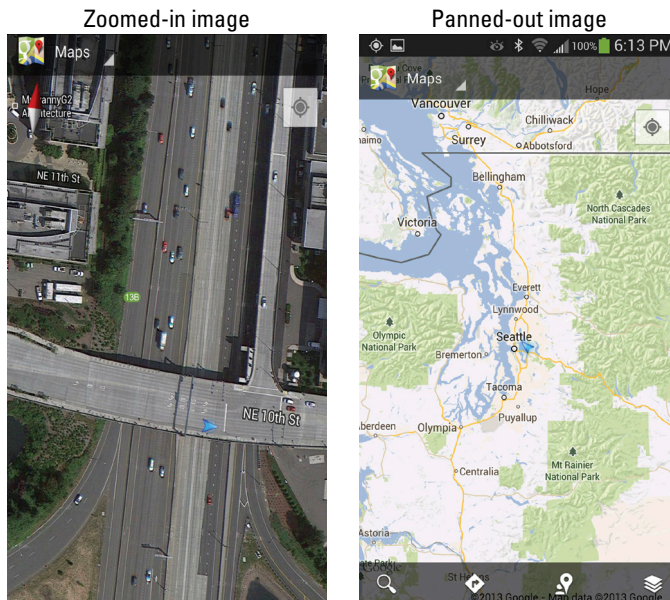 Zoomed-in image
Maps
NE 11th St
13B
NE 10th St
Panned-out image
100% 6:13 PM
Maps
Hope
Vancouver
Chilliwack
Surrey
Abbotsford
Bellingham
North Cascades
National Park
Victoria
Everett
Lynnwood
Olympic
National Park
Seattle
Bremerton
Tacoma
Puyallup
Olympia
Mt Rainier
National Park
Centralia
Astoria
©2013 Google - Map data ©2013 Google